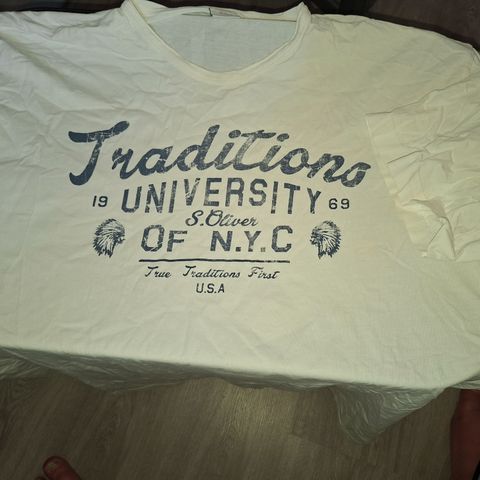 Traditions
19 UNIVERSITY 69
S.Oliver
OF N.Y.C
True Traditions First
U.S.A